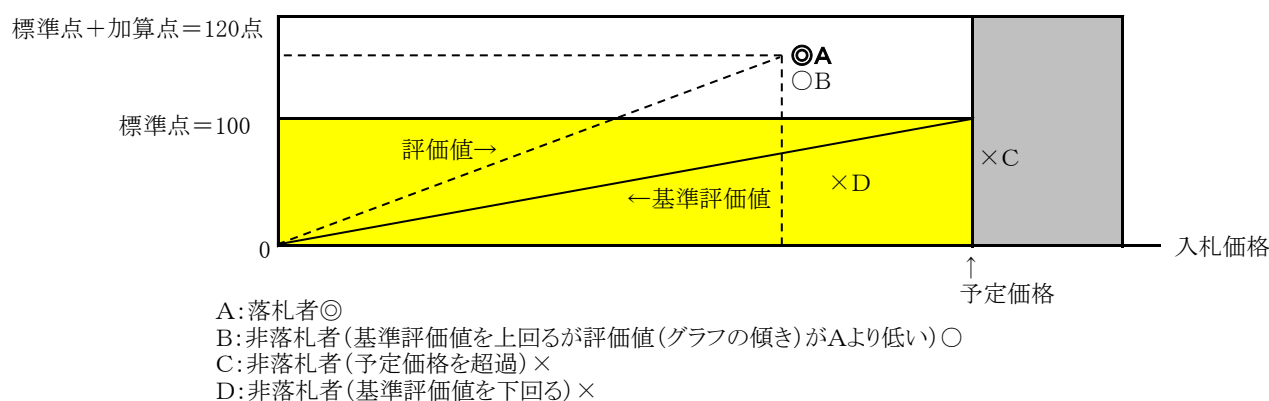 標準点＋加算点＝120点
◎A
○B
標準点＝100
評価値→
×C
×D
←基準評価値
0
入札価格
↑
予定価格
A：落札者◎
B：非落札者（基準評価値を上回るが評価値（グラフの傾き）がAより低い）○
C：非落札者（予定価格を超過）×
D：非落札者（基準評価値を下回る）×